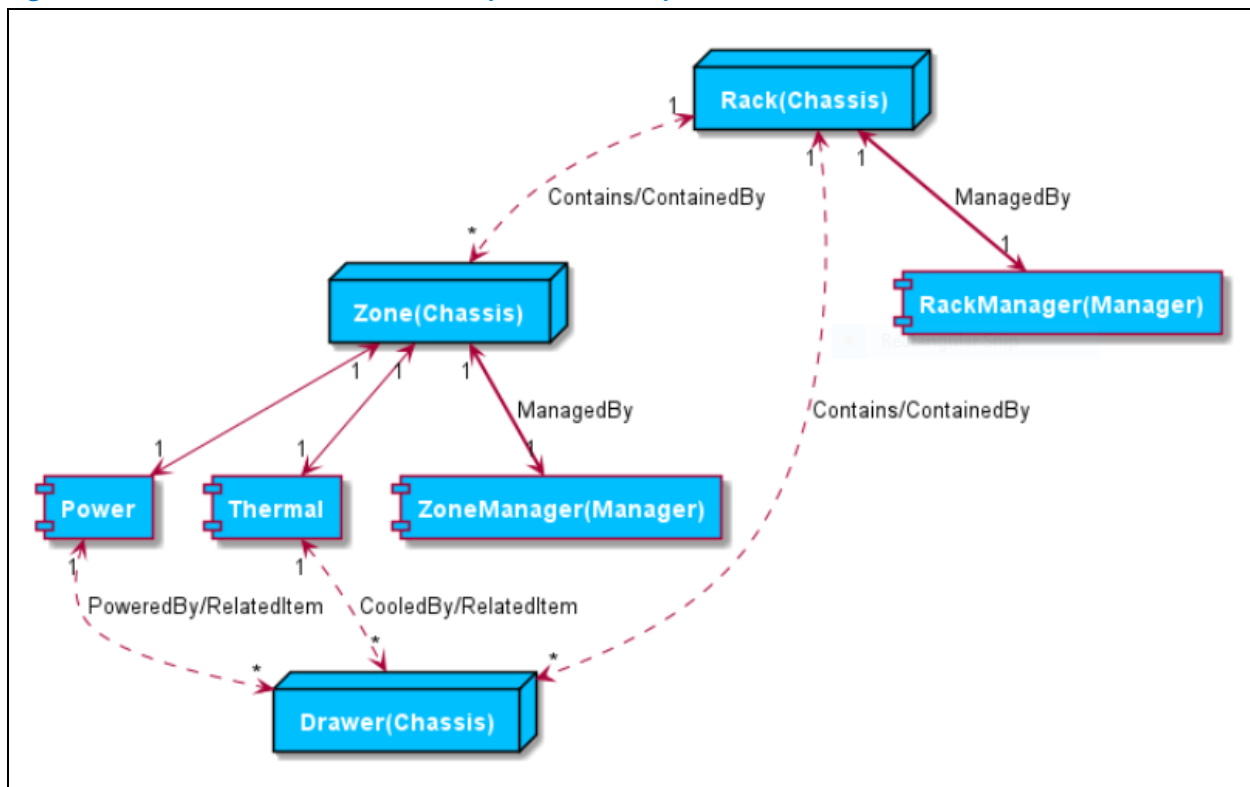 Rack(Chassis)
1
1
1
Contains/ContainedBy
ManagedBy
*
1
Zone(Chassis)
RackManager(Manager)
1
1
1
ManagedBy
Contains/ContainedBy
1
1
1
Power
Thermal
ZoneManager(Manager)
1
1
PoweredBy/RelatedItem
CooledBy/RelatedItem
*
*
*
Drawer(Chassis)